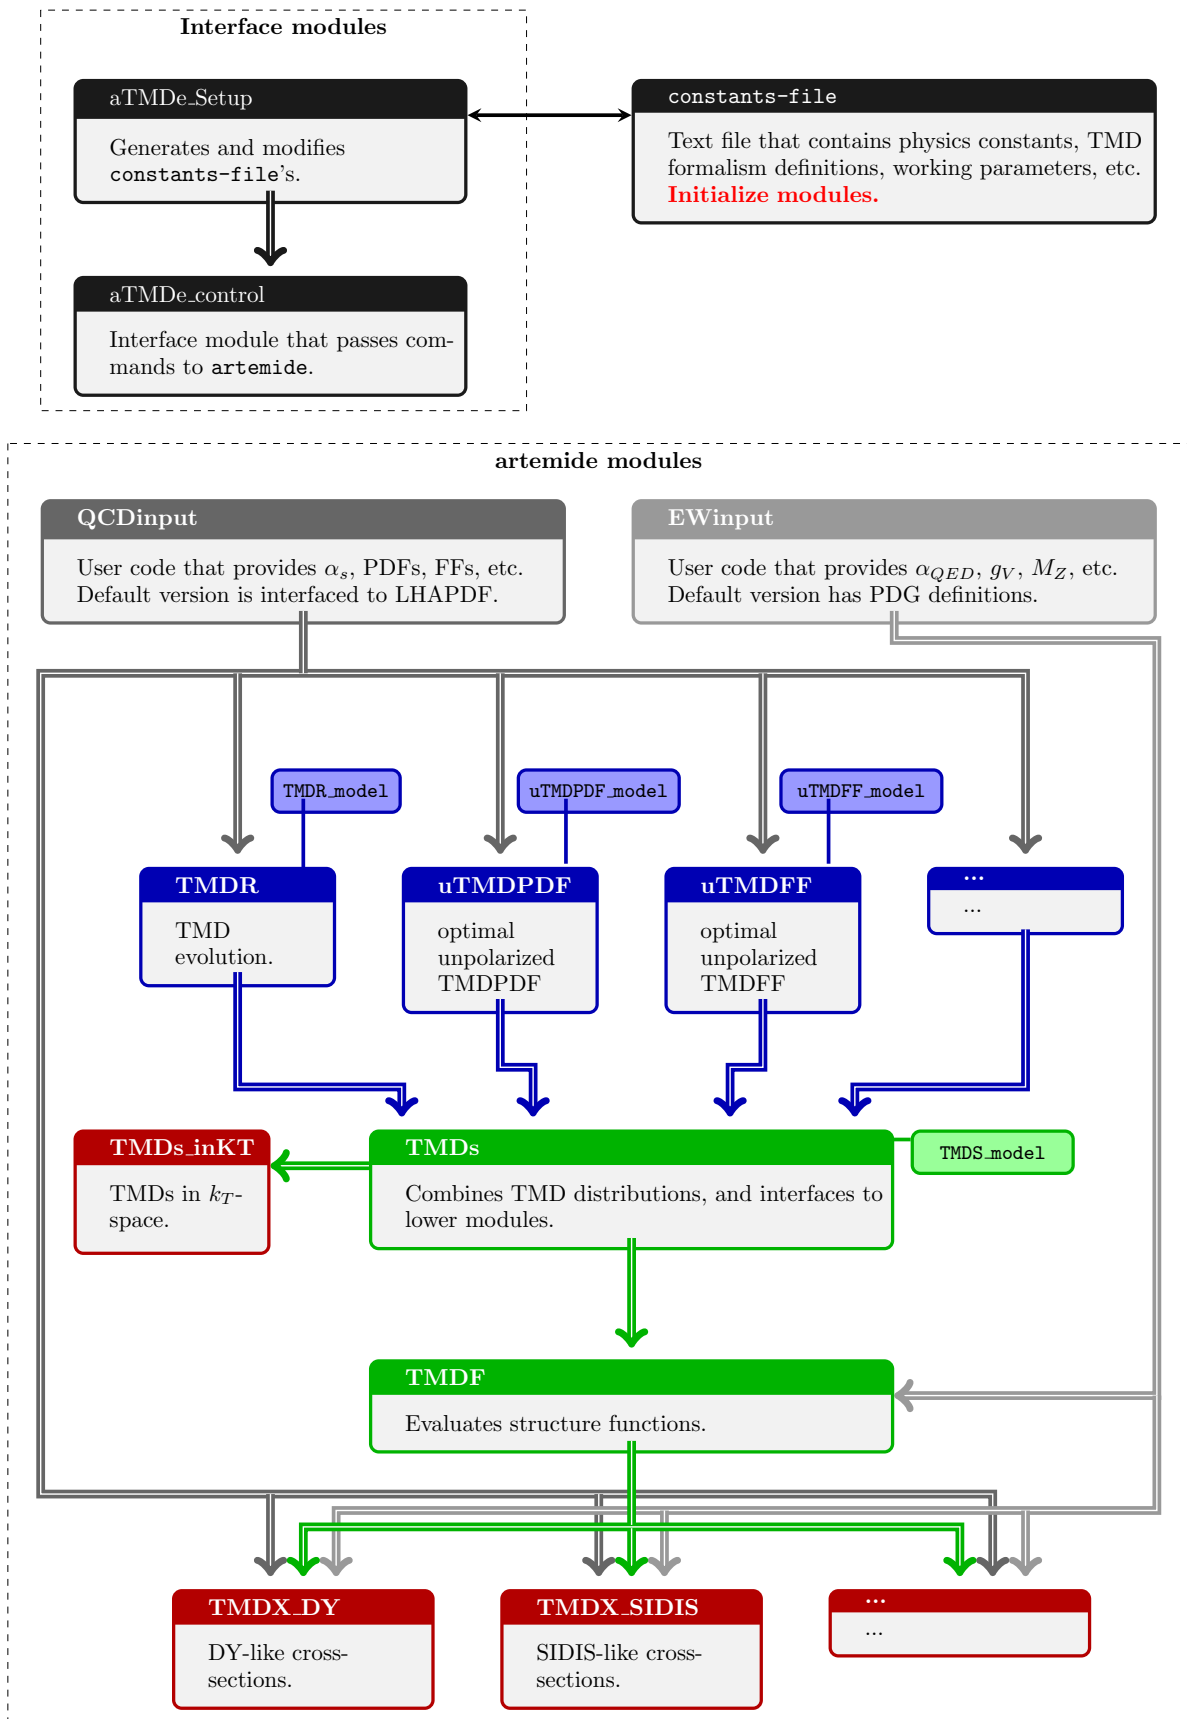 Interface modules
aTMDe_Setup
Generates and modifies
constants-file's.
constants-file
Text file that contains physics constants, TMD
formalism definitions, working parameters, etc.
Initialize modules.
aTMDe_control
Interface module that passes com-
mands to artemide.
artemide modules
QCDinput
User code that provides α_s, PDFs, FFs, etc.
Default version is interfaced to LHAPDF.
EWinput
User code that provides α_QED, g_V, M_Z, etc.
Default version has PDG definitions.
TMDR_model
uTMDPDF_model
uTMDFF_model
TMDR
TMD
evolution.
uTMDPDF
optimal
unpolarized
TMDPDF
uTMDFF
optimal
unpolarized
TMDFF
...
...
TMDs_inKT
TMDs in k_T-
space.
TMDs
Combines TMD distributions, and interfaces to
lower modules.
TMDS_model
TMDF
Evaluates structure functions.
TMDX_DY
DY-like cross-
sections.
TMDX_SIDIS
SIDIS-like cross-
sections.
...
...